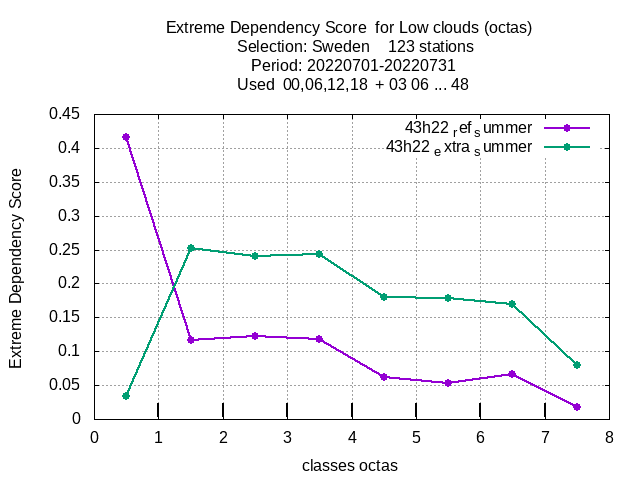 Extreme Dependency Score  for Low clouds (octas)
Selection: Sweden    123 stations
Period: 20220701-20220731
Used  00,06,12,18  + 03 06 ... 48
43h22 ref summer
43h22 extra summer
Extreme Dependency Score
0.45
0.4
0.35
0.3
0.25
0.2
0.15
0.1
0.05
0
0 1 2 3 4 5 6 7 8
classes octas